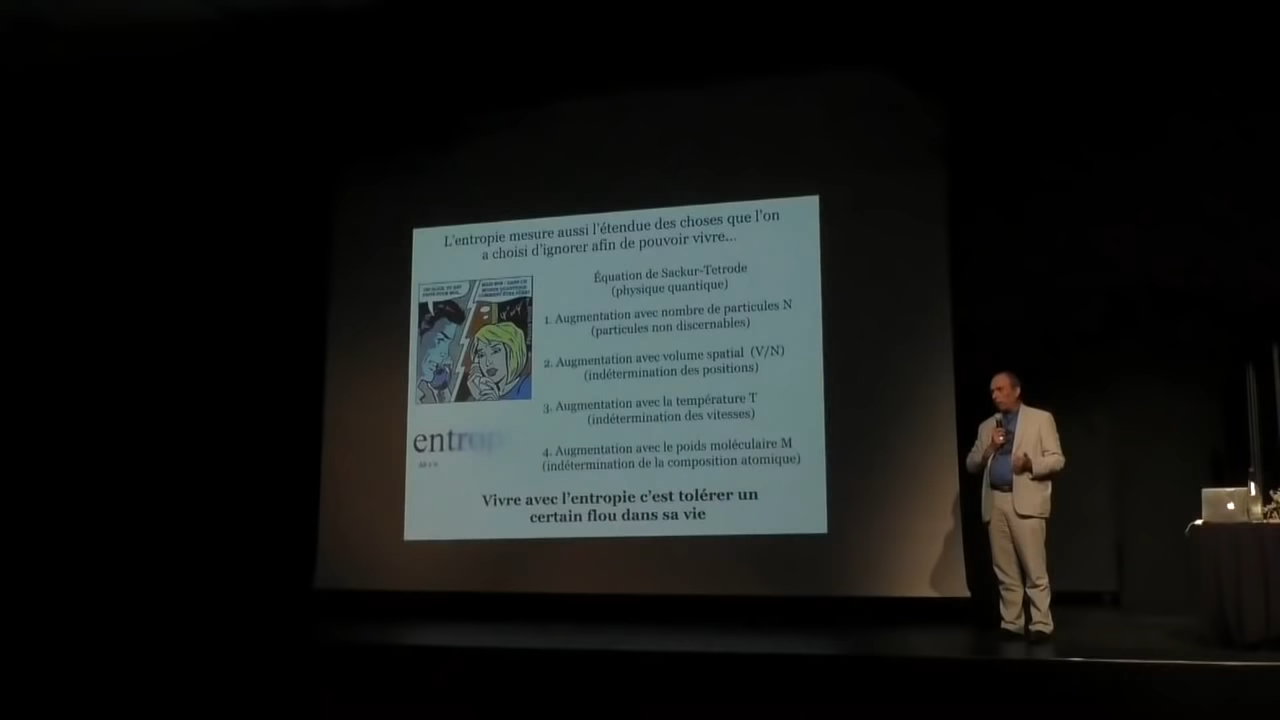 L'entropie mesure aussi l'étendue des choses que l'on
a choisi d'ignorer afin de pouvoir vivre...
Équation de Sackur-Tetrode
(physique quantique)
1. Augmentation avec nombre de particules N
(particules non discernables)
2. Augmentation avec volume spatial (V/N)
(indétermination des positions)
3. Augmentation avec la température T
(indétermination des vitesses)
4. Augmentation avec le poids moléculaire M
(indétermination de la composition atomique)
entrop
Vivre avec l'entropie c'est tolérer un
certain flou dans sa vie